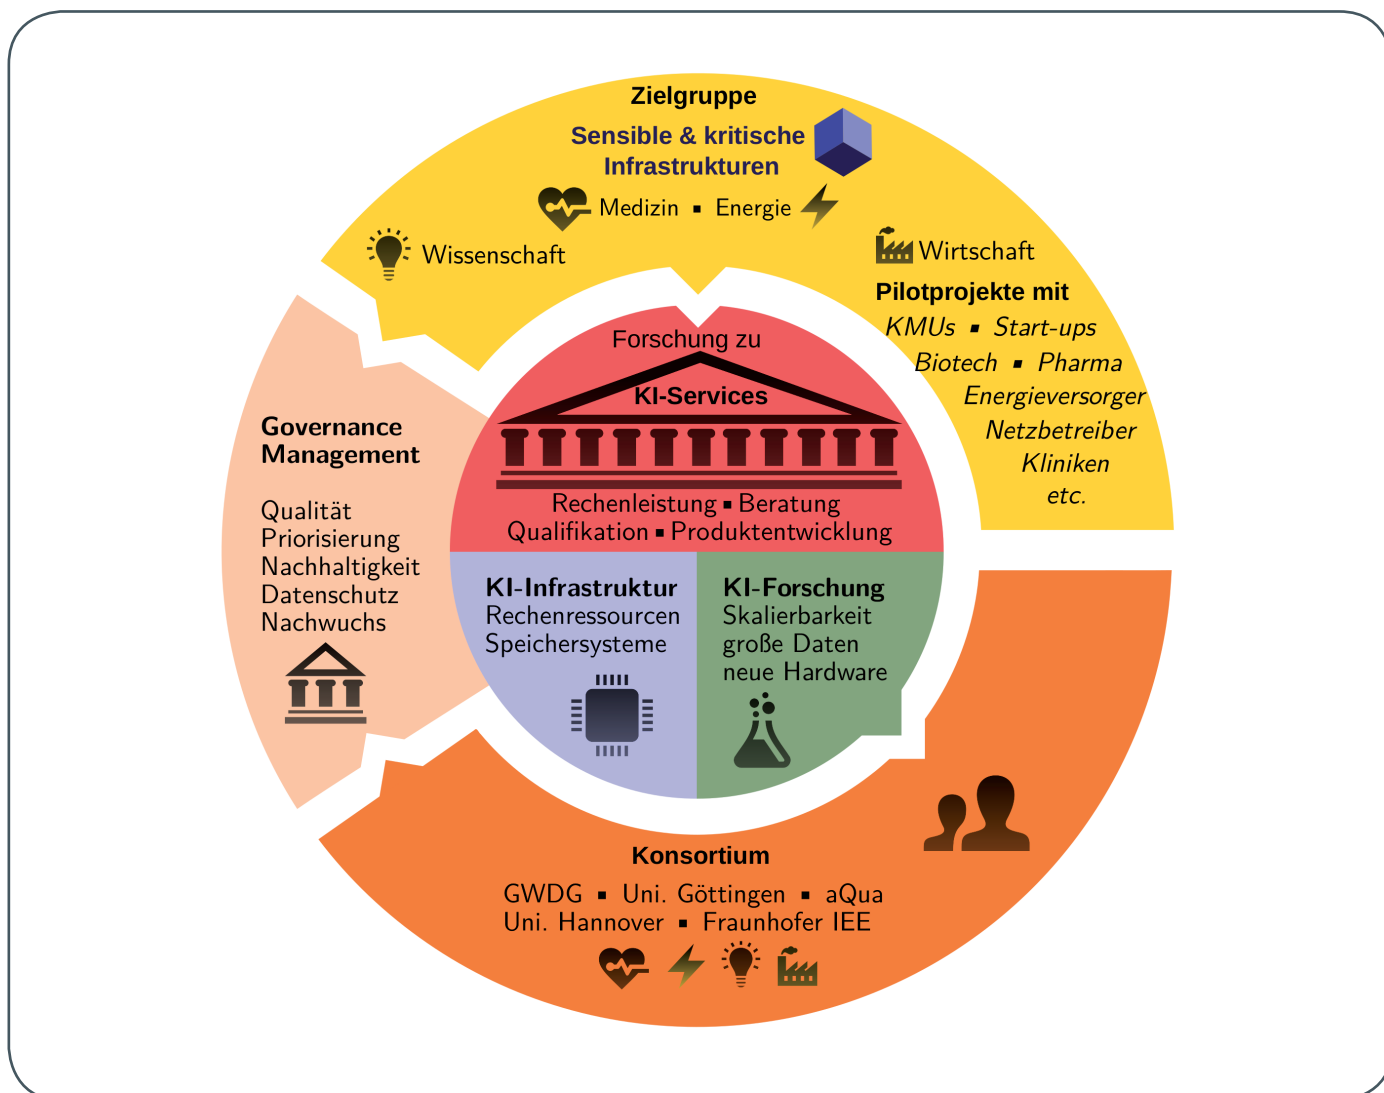 Zielgruppe
Sensible & kritische
Infrastrukturen
Medizin ▪ Energie
Wissenschaft
Wirtschaft
Pilotprojekte mit
KMUs ▪ Start-ups
Biotech ▪ Pharma
Energieversorger
Netzbetreiber
Kliniken
etc.
Forschung zu
KI-Services
Rechenleistung ▪ Beratung
Qualifikation ▪ Produktentwicklung
Governance
Management
Qualität
Priorisierung
Nachhaltigkeit
Datenschutz
Nachwuchs
KI-Infrastruktur
Rechenressourcen
Speichersysteme
KI-Forschung
Skalierbarkeit
große Daten
neue Hardware
Konsortium
GWDG ▪ Uni. Göttingen ▪ aQua
Uni. Hannover ▪ Fraunhofer IEE